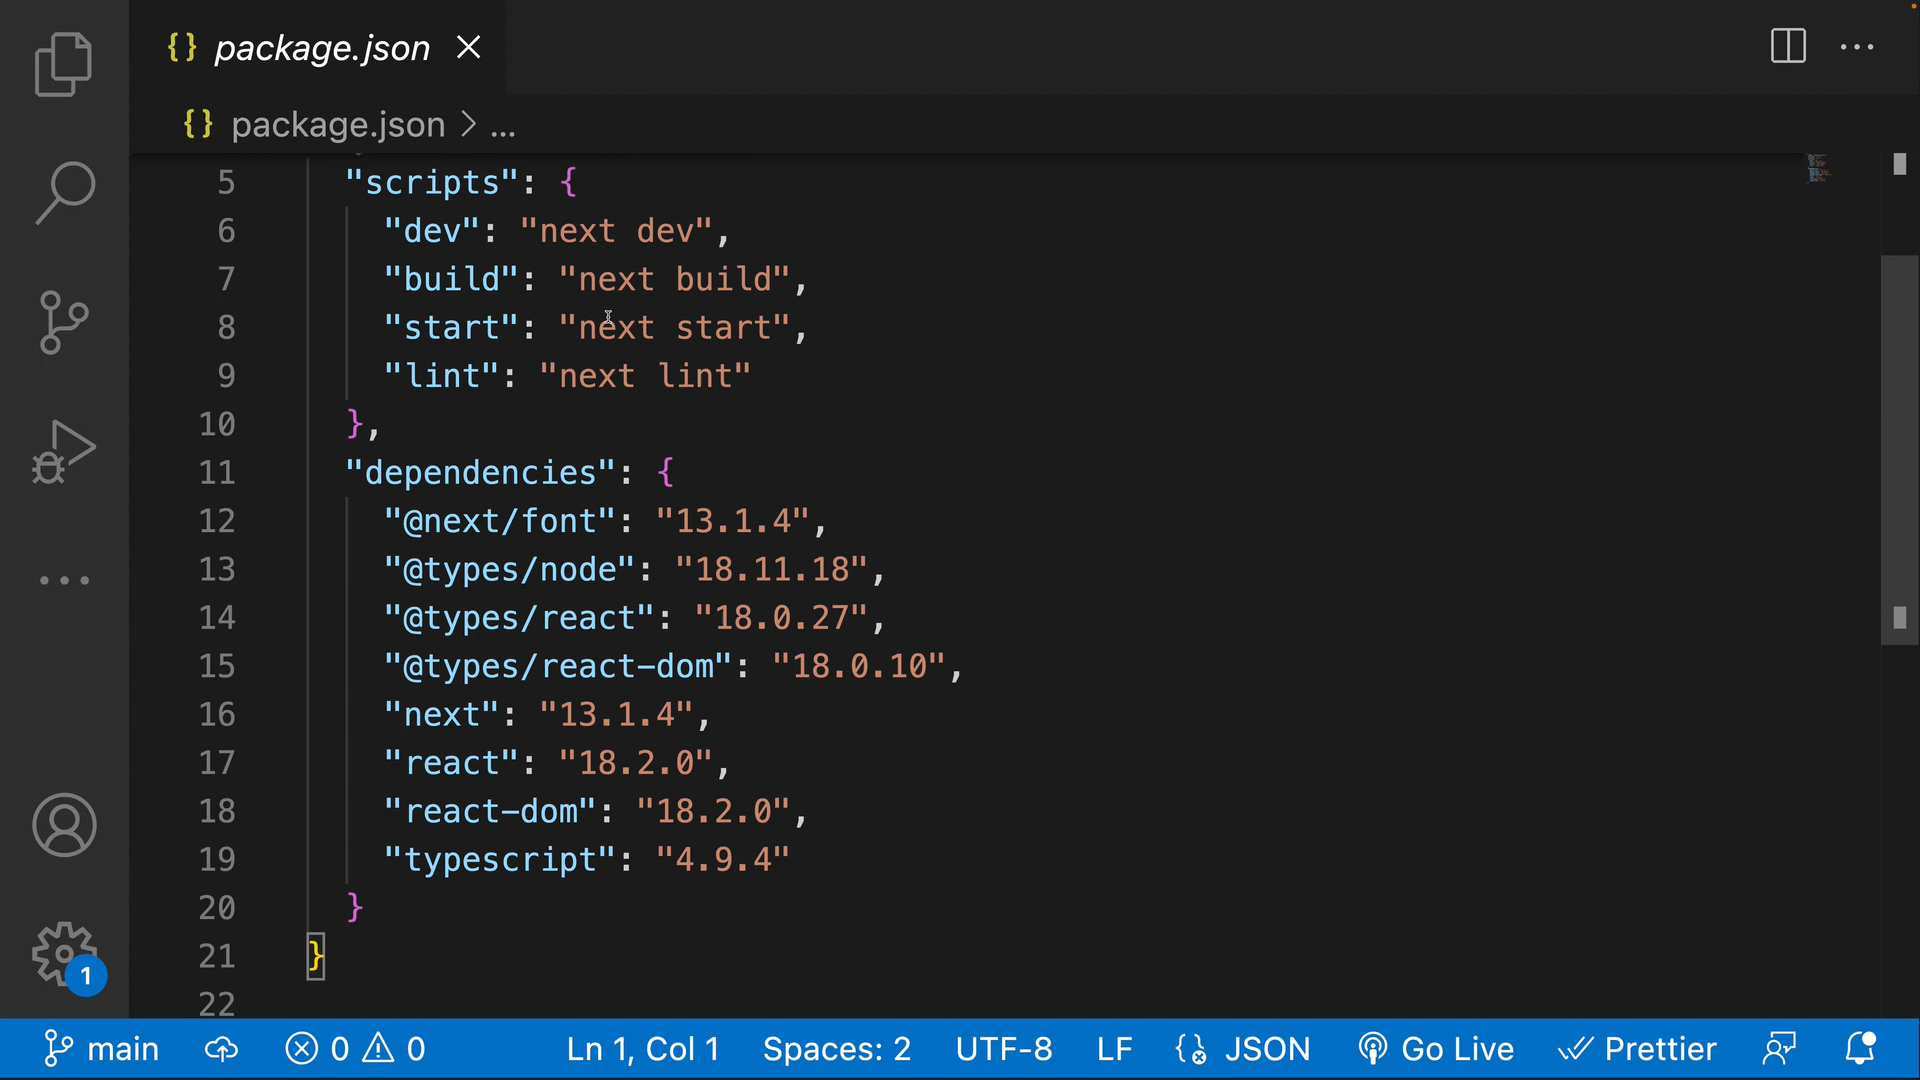 {} package.json
{} package.json > ...
5 "scripts": {
6 "dev": "next dev",
7 "build": "next build",
8 "start": "next start",
9 "lint": "next lint"
10 },
11 "dependencies": {
12 "@next/font": "13.1.4",
13 "@types/node": "18.11.18",
14 "@types/react": "18.0.27",
15 "@types/react-dom": "18.0.10",
16 "next": "13.1.4",
17 "react": "18.2.0",
18 "react-dom": "18.2.0",
19 "typescript": "4.9.4"
20 }
21 }
22
1
main 0 0 Ln 1, Col 1 Spaces: 2 UTF-8 LF {} JSON Go Live Prettier